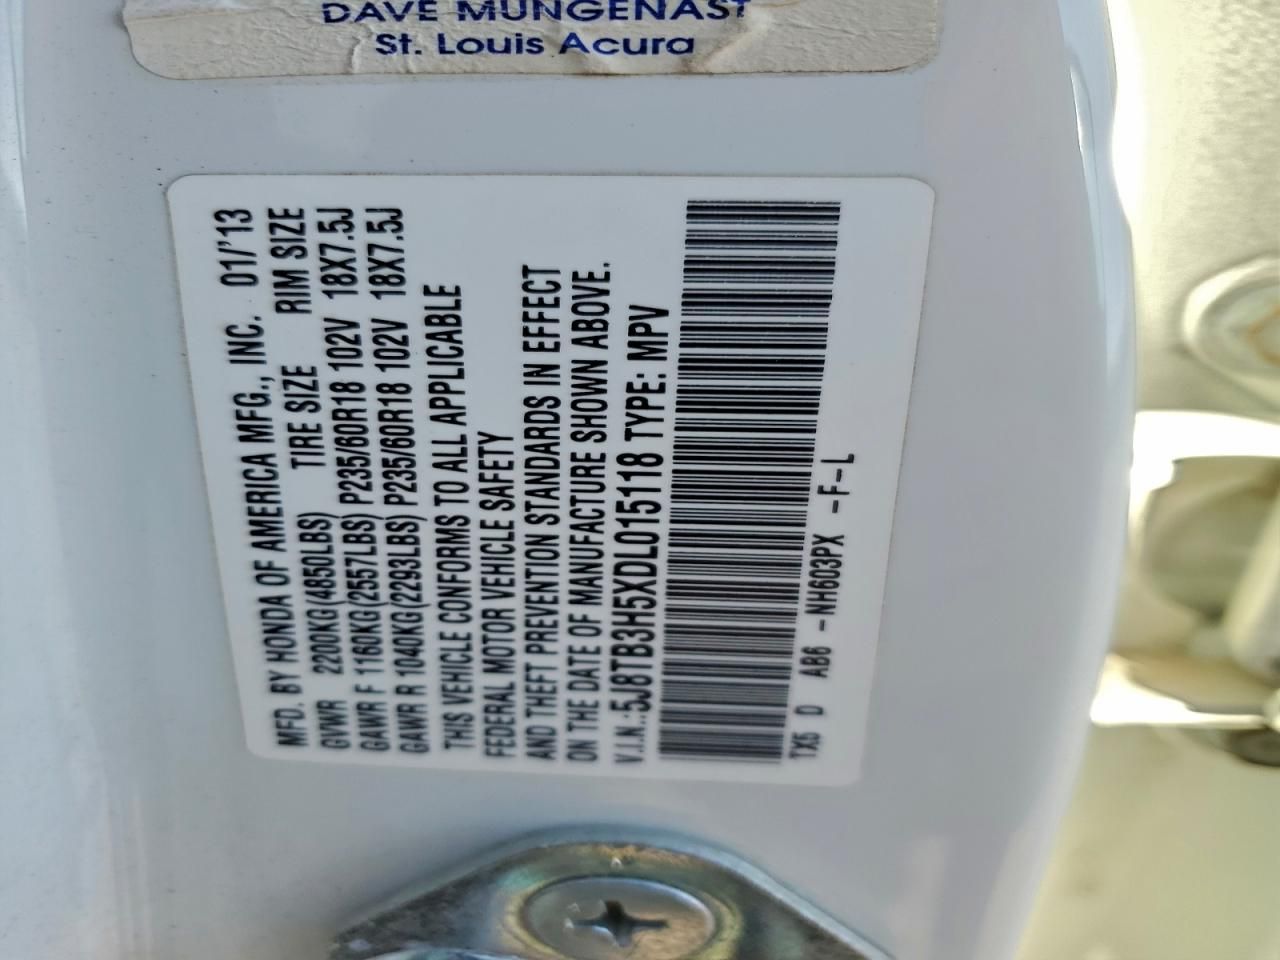 DAVE MUNGENAST
St. Louis Acura
MFD. BY HONDA OF AMERICA MFG., INC. 01/'13
GVWR 2200KG(4850LBS) TIRE SIZE RIM SIZE
GAWR F 1160KG(2557LBS) P235/60R18 102V 18X7.5J
GAWR R 1040KG(2293LBS) P235/60R18 102V 18X7.5J
THIS VEHICLE CONFORMS TO ALL APPLICABLE
FEDERAL MOTOR VEHICLE SAFETY
AND THEFT PREVENTION STANDARDS IN EFFECT
ON THE DATE OF MANUFACTURE SHOWN ABOVE.
V.I.N.:5J8TB3H5XDL015118 TYPE: MPV
TX5 D AB6 -NH603PX -F-L